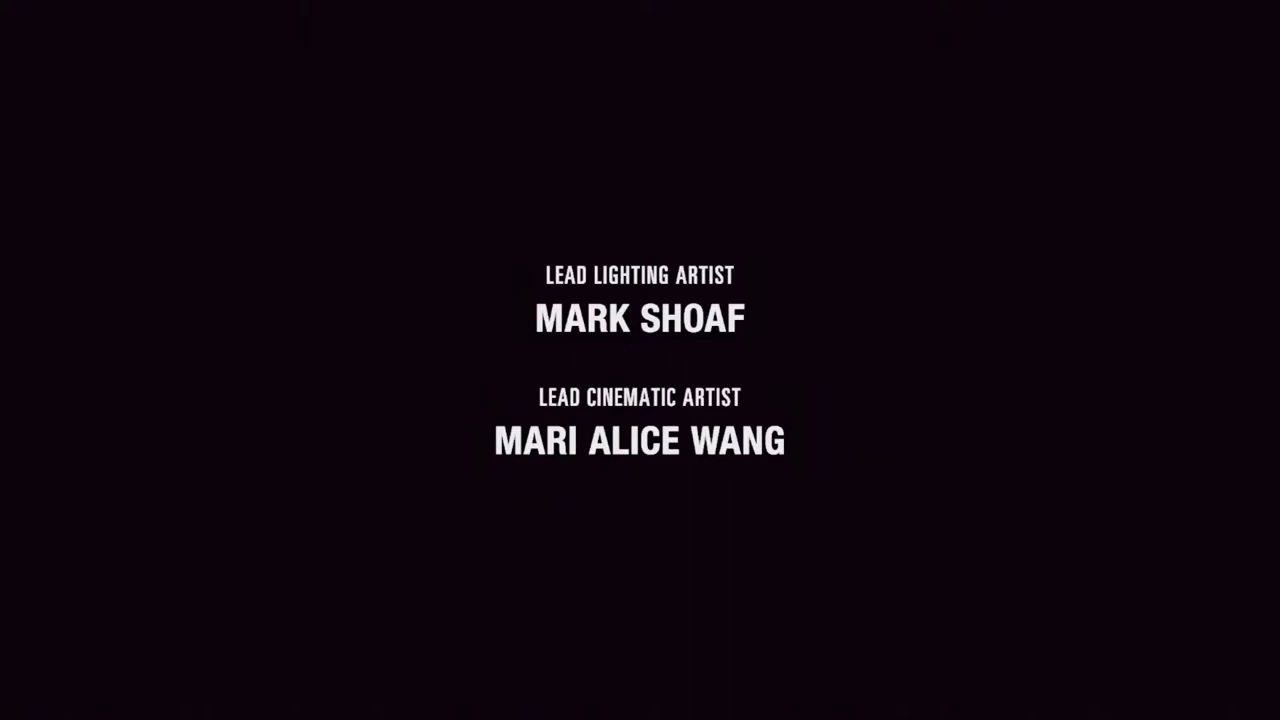 LEAD LIGHTING ARTIST
MARK SHOAF
LEAD CINEMATIC ARTIST
MARI ALICE WANG